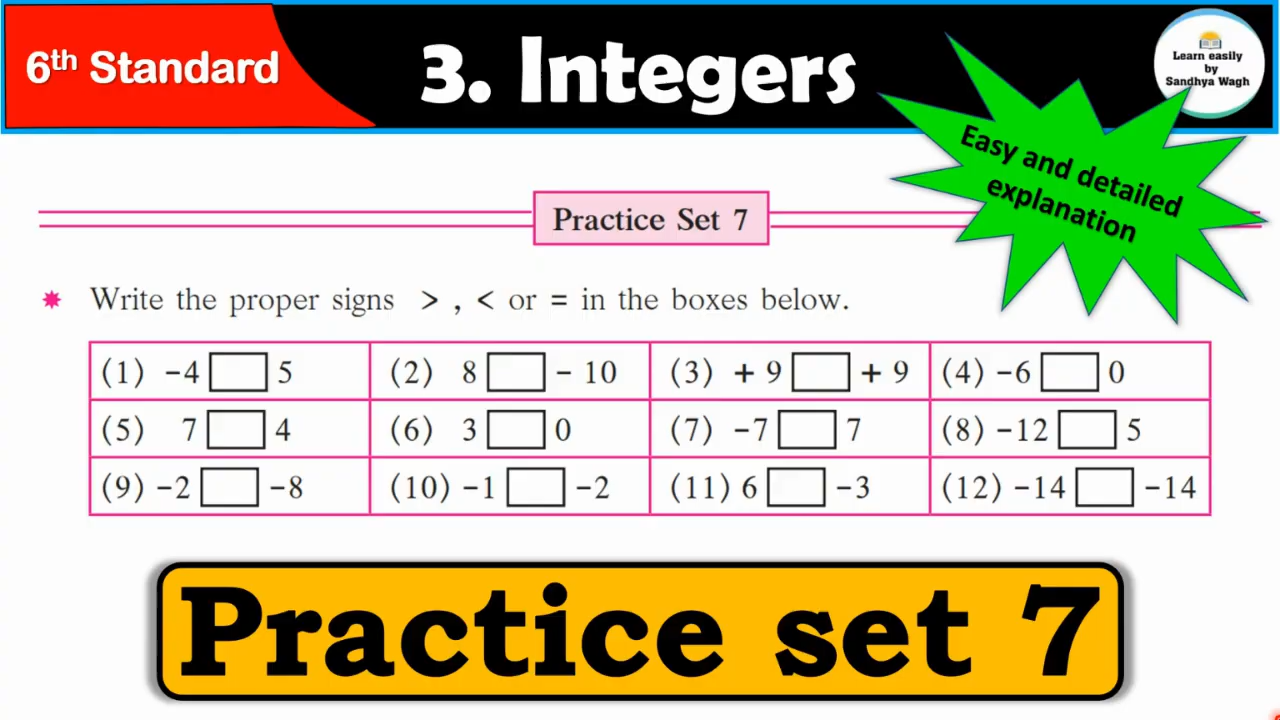 6th Standard
3. Integers
Learn easily
by
Sandhya Wagh
Easy and detailed
explanation
Practice Set 7
Write the proper signs > , < or = in the boxes below.
(1) -4 □ 5 (2) 8 □ - 10 (3) + 9 □ + 9 (4) -6 □ 0
(5) 7 □ 4 (6) 3 □ 0 (7) -7 □ 7 (8) -12 □ 5
(9) -2 □ -8 (10) -1 □ -2 (11) 6 □ -3 (12) -14 □ -14
Practice set 7